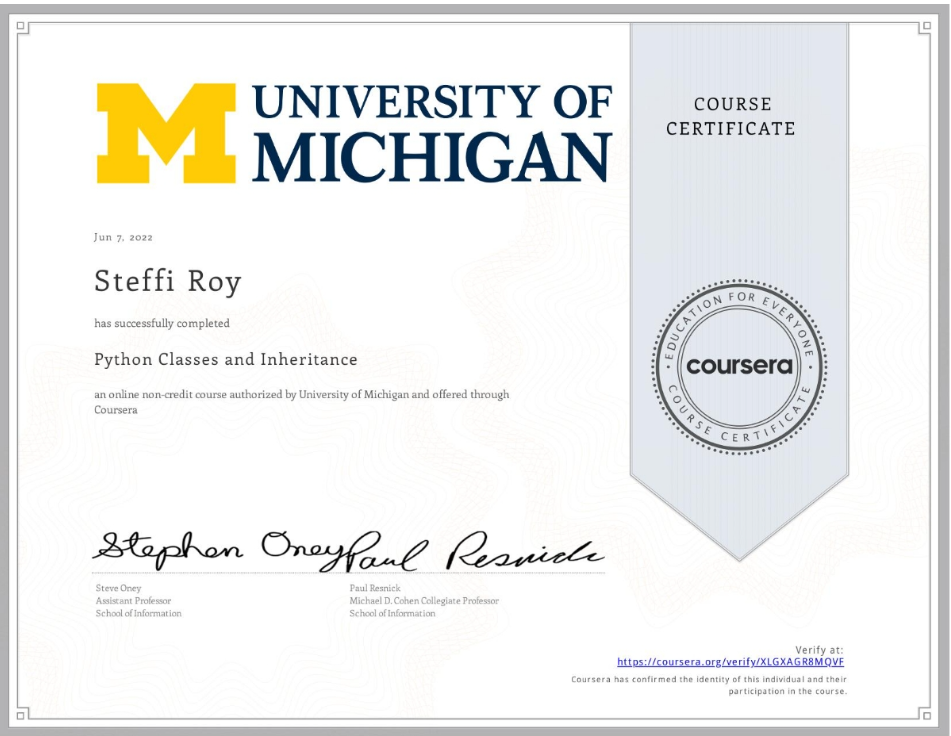 UNIVERSITY OF
MICHIGAN
COURSE
CERTIFICATE
Jun 7, 2022
Steffi Roy
has successfully completed
Python Classes and Inheritance
an online non-credit course authorized by University of Michigan and offered through
Coursera
EDUCATION FOR EVERYONE
coursera
COURSE CERTIFICATE
Stephen Oney
Paul Resnick
Steve Oney
Assistant Professor
School of Information
Paul Resnick
Michael D. Cohen Collegiate Professor
School of Information
Verify at:
https://coursera.org/verify/XLGXAGR8MQVF
Coursera has confirmed the identity of this individual and their
participation in the course.